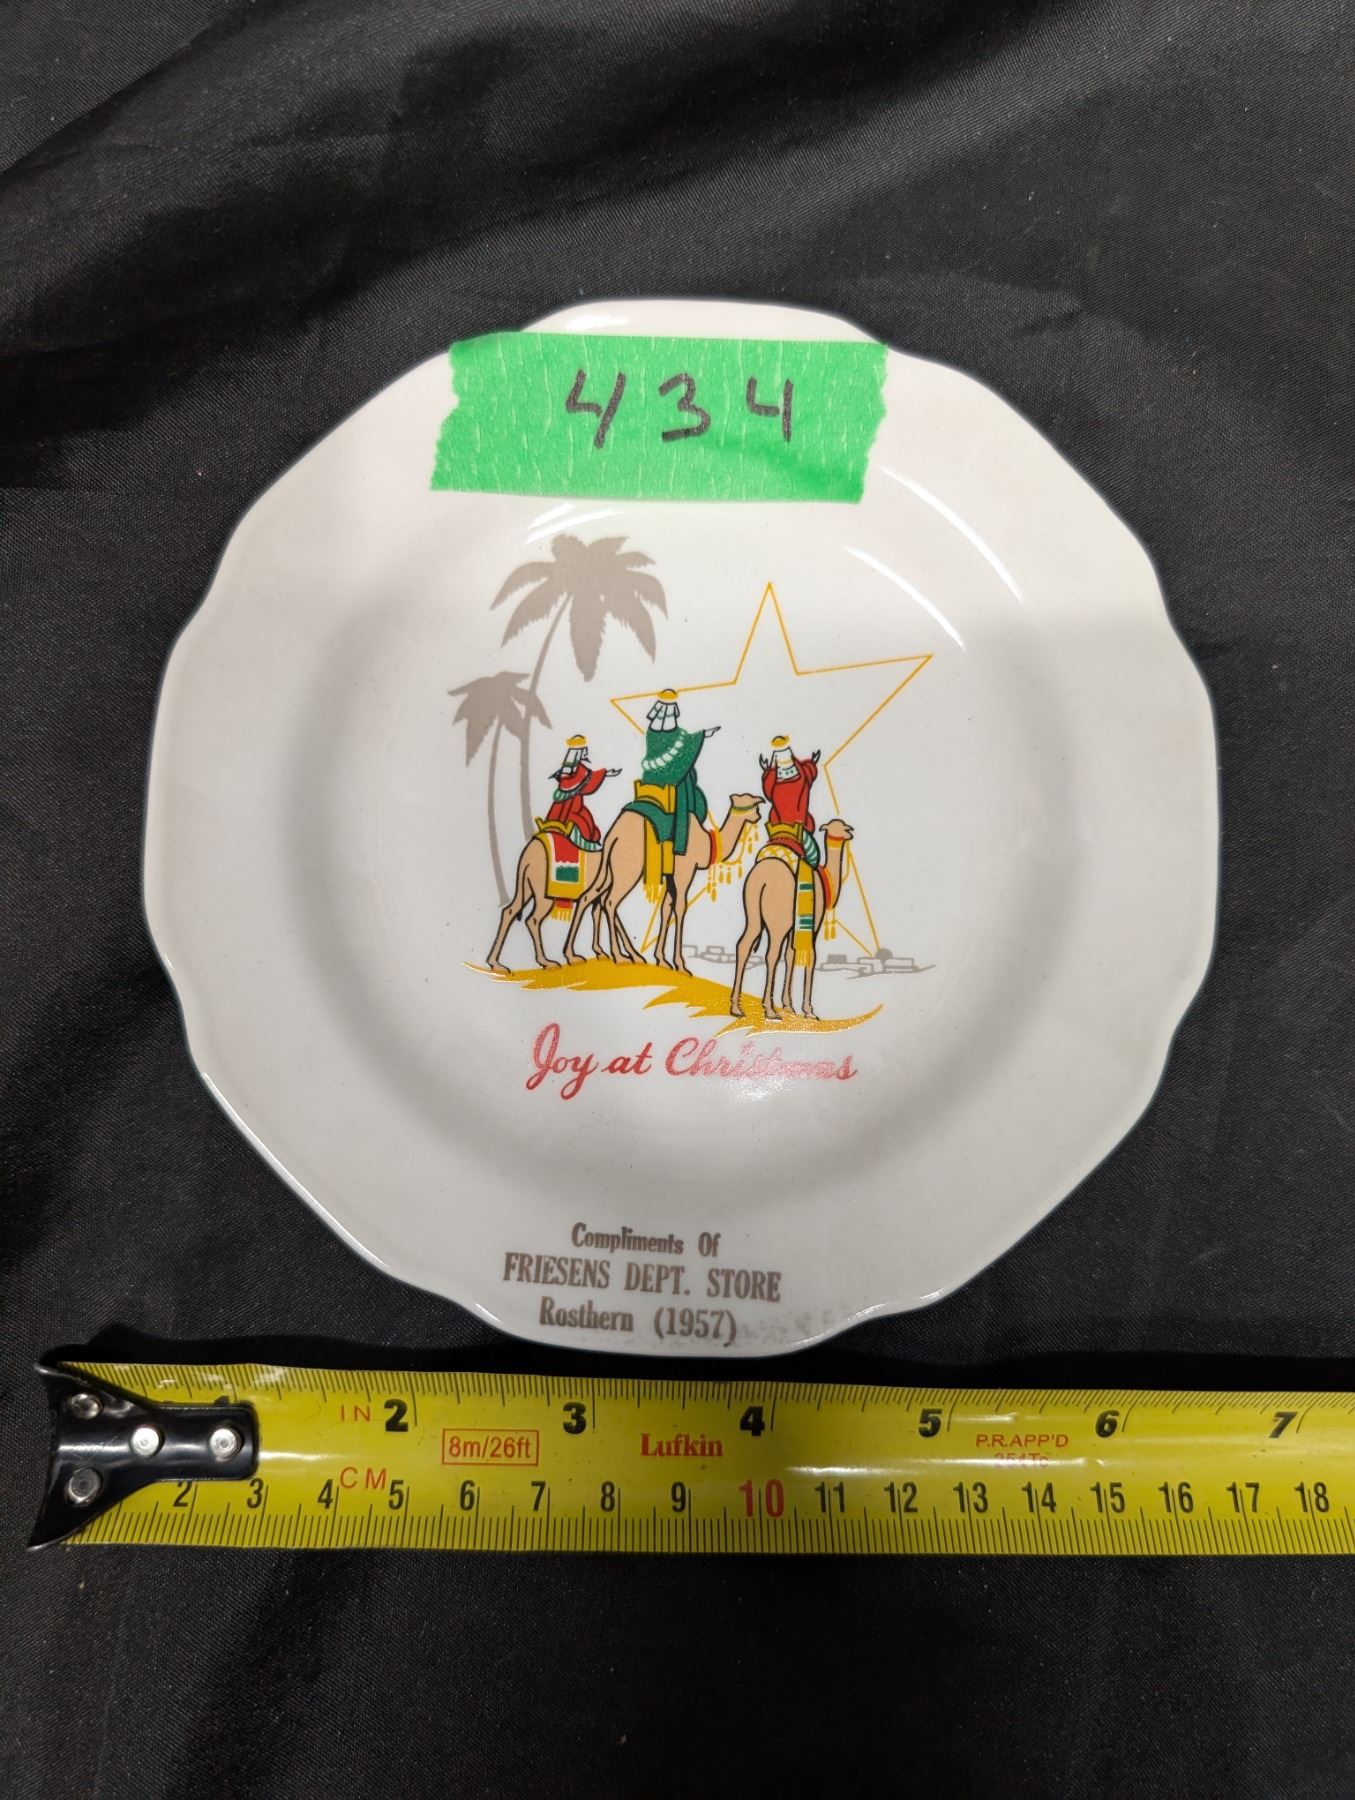 434
Joy at Christmas
Compliments Of
FRIESENS DEPT. STORE
Rosthern (1957)
IN 2 3 4 5 6 7
8m/26ft Lufkin P.R.APP'D
CM
2 3 4 5 6 7 8 9 10 11 12 13 14 15 16 17 18